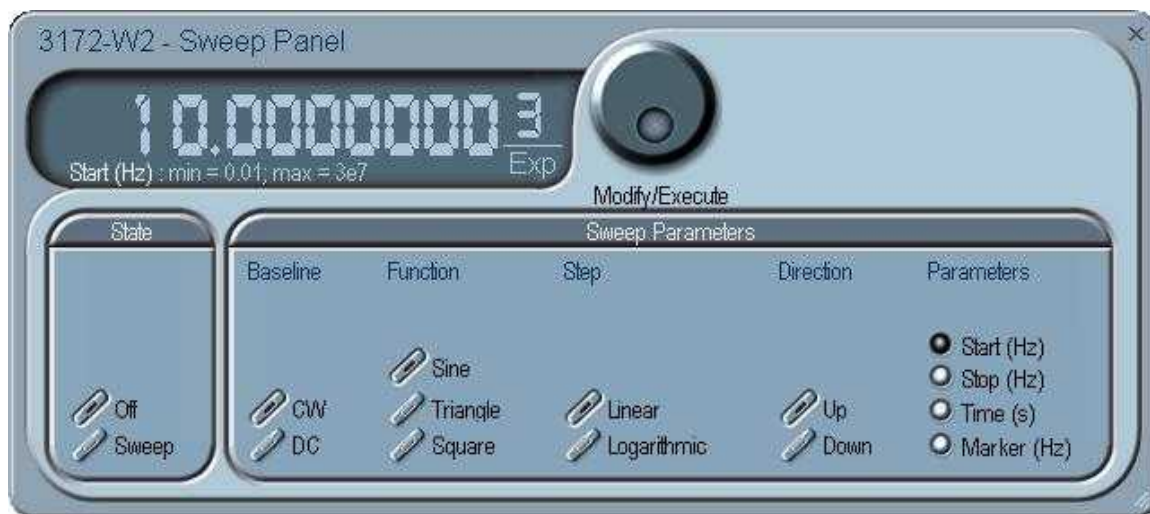 3172-W2 - Sweep Panel
10.0000000 3
Exp
Start (Hz) : min = 0.01; max = 3e7
Modify/Execute
State
Off
Sweep
Sweep Parameters
Baseline
CW
DC
Function
Sine
Triangle
Square
Step
Linear
Logarithmic
Direction
Up
Down
Parameters
Start (Hz)
Stop (Hz)
Time (s)
Marker (Hz)